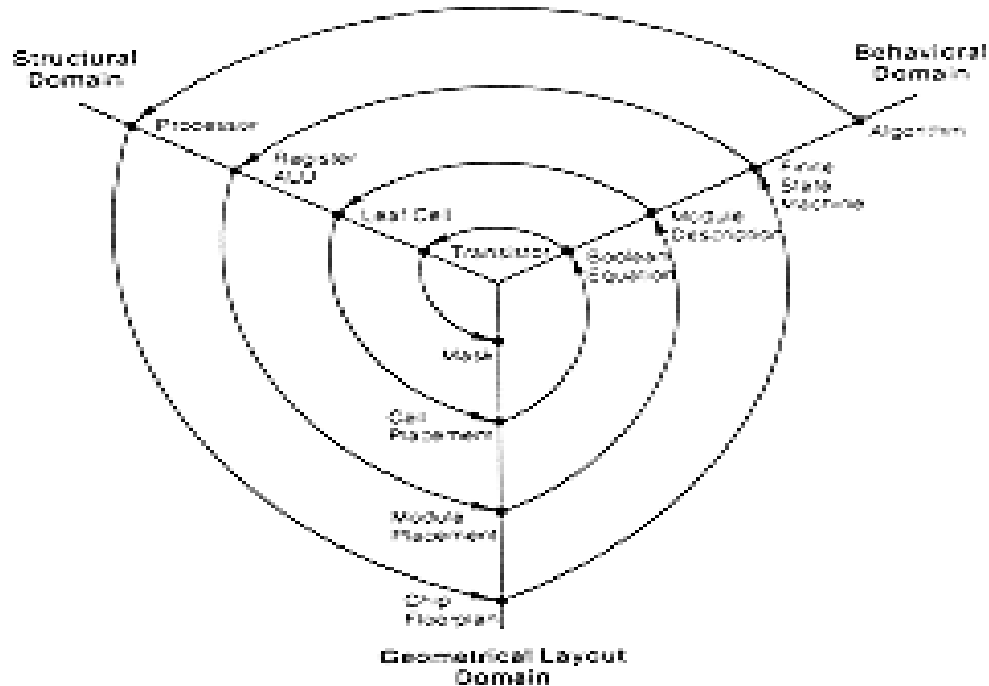 Structural
Domain
Behavioral
Domain
Processor
Algorithm
Register
ALU
Finite
State
Machine
Leaf Cell
Module
Description
Transistor
Boolean
Equation
Mask
Cell
Placement
Module
Placement
Chip
Floorplan
Geometrical Layout
Domain